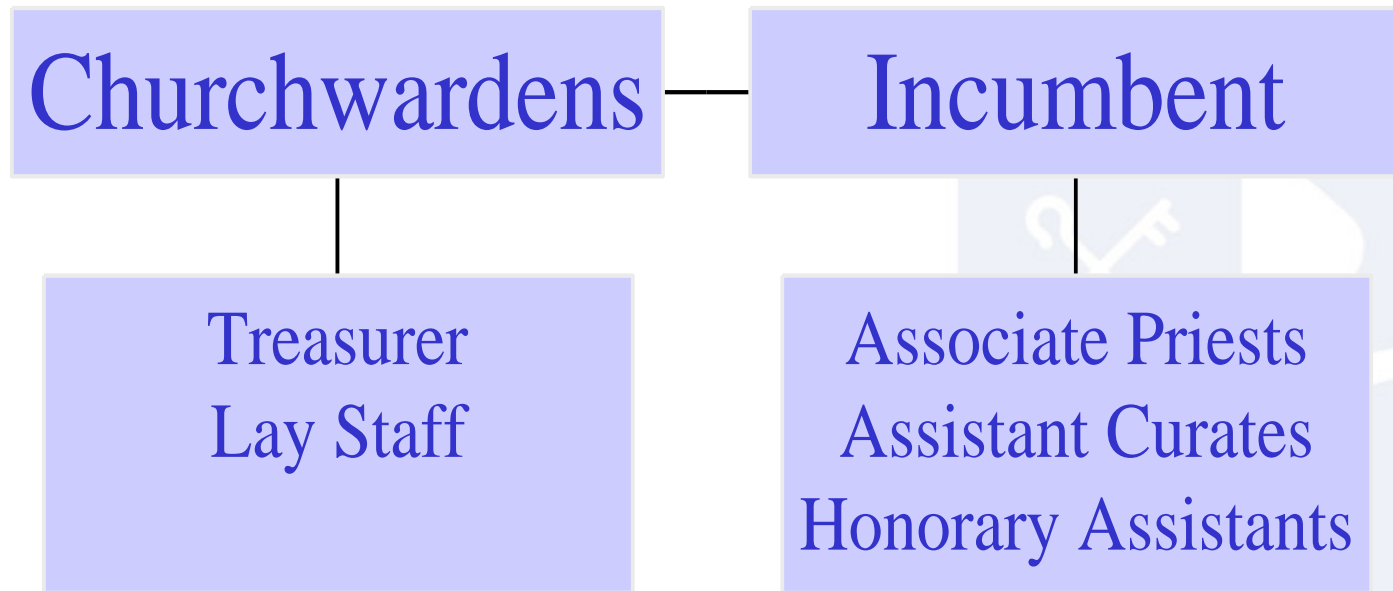 Churchwardens
Incumbent
Treasurer
Lay Staff
Associate Priests
Assistant Curates
Honorary Assistants